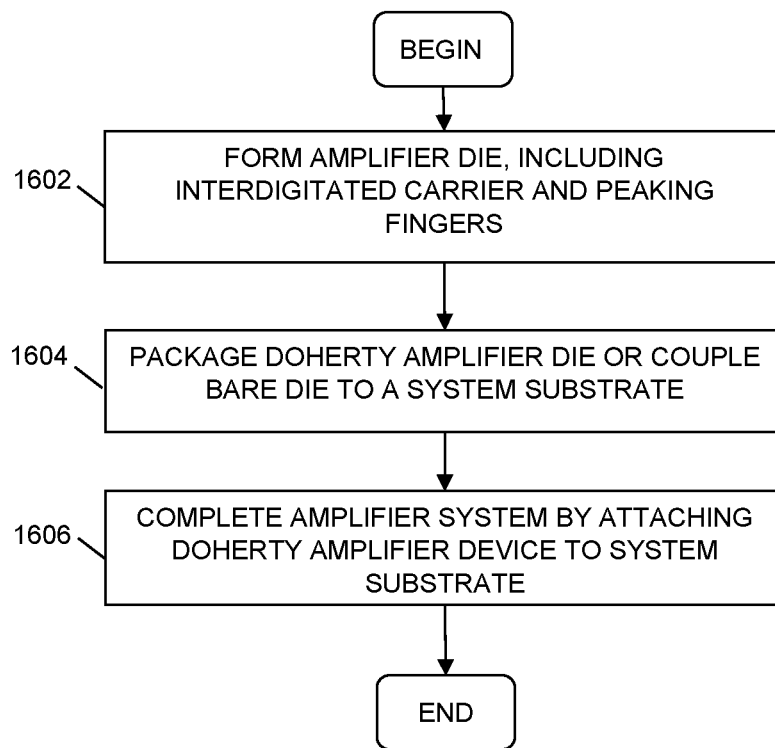 BEGIN
1602
FORM AMPLIFIER DIE, INCLUDING
INTERDIGITATED CARRIER AND PEAKING
FINGERS
1604
PACKAGE DOHERTY AMPLIFIER DIE OR COUPLE
BARE DIE TO A SYSTEM SUBSTRATE
1606
COMPLETE AMPLIFIER SYSTEM BY ATTACHING
DOHERTY AMPLIFIER DEVICE TO SYSTEM
SUBSTRATE
END